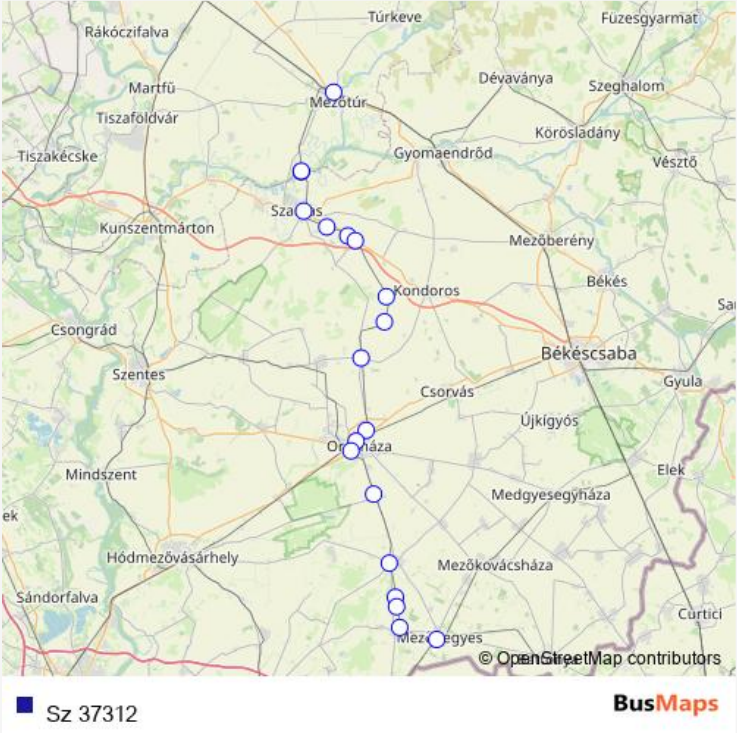 Túrkeve
Füzesgyarmat
Rákóczifalva
Martfű
Dévaványa
Szeghalom
Mezőtúr
Tiszaföldvár
Körösladány
Tiszakécske
Gyomaendrőd
Vésztő
Kunszentmárton
Mezőberény
Kondoros
Békés
Csongrád
Békéscsaba
Szentes
Gyula
Csorvás
Újkígyós
Mindszent
Elek
Medgyesegyháza
ek
Hódmezővásárhely
Mezőkovácsháza
Sándorfalva
Curtici
© OpenStreetMap contributors
Sz 37312
BusMaps